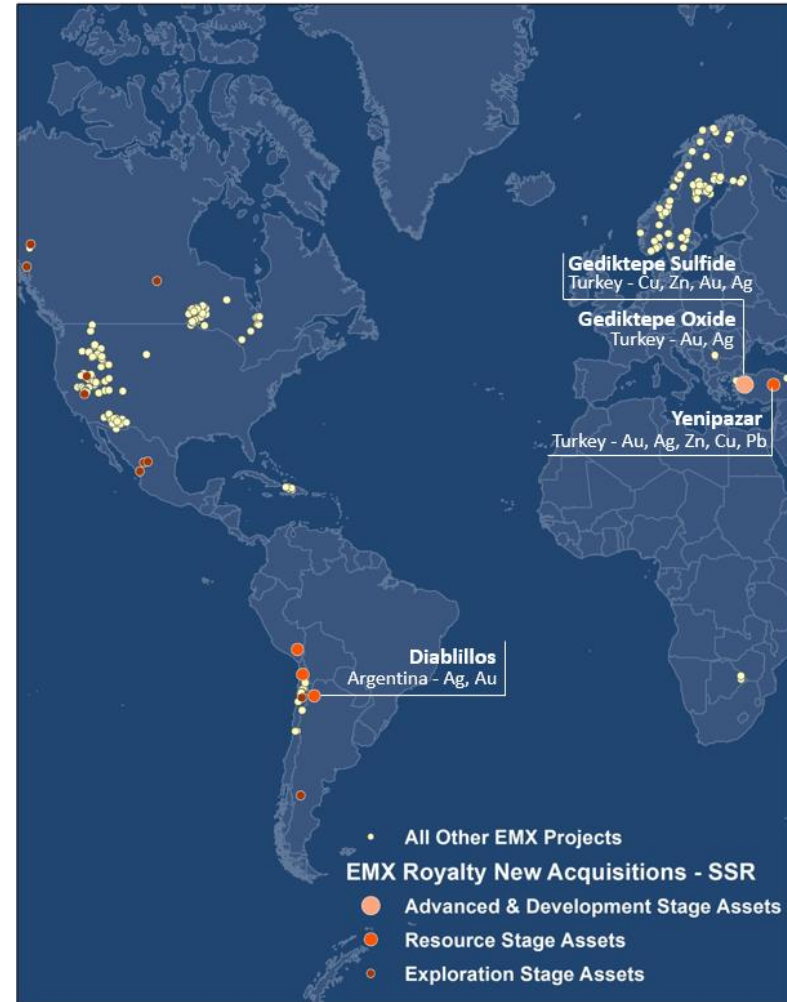 Gediktepe Sulfide
Turkey - Cu, Zn, Au, Ag
Gediktepe Oxide
Turkey - Au, Ag
Yenipazar
Turkey - Au, Ag, Zn, Cu, Pb
Diablillos
Argentina - Ag, Au
All Other EMX Projects
EMX Royalty New Acquisitions - SSR
Advanced & Development Stage Assets
Resource Stage Assets
Exploration Stage Assets